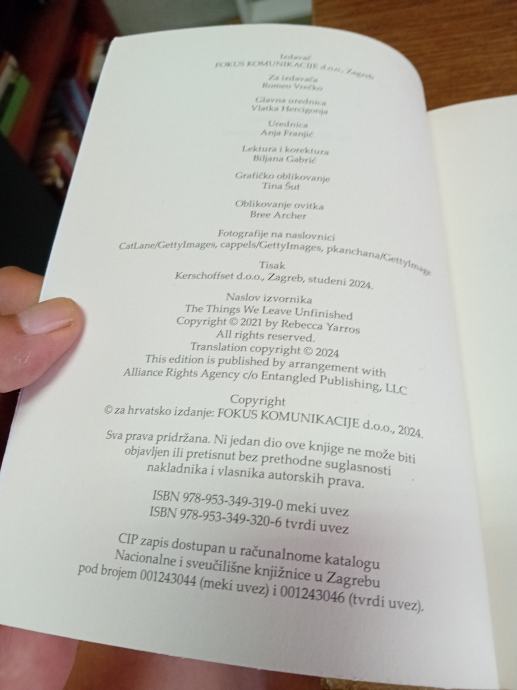 Izdavač
FOKUS KOMUNIKACIJE d.o.o., Zagreb
Za izdavača
Romeo Vrečko
Glavna urednica
Vlatka Hercigonja
Urednica
Anja Franjić
Lektura i korektura
Biljana Gabrić
Grafičko oblikovanje
Tina Šut
Oblikovanje ovitka
Bree Archer
Fotografije na naslovnici
CatLane/GettyImages, cappels/GettyImages, pkanchana/GettyImages
Tisak
Kerschoffset d.o.o., Zagreb, studeni 2024.
Naslov izvornika
The Things We Leave Unfinished
Copyright © 2021 by Rebecca Yarros
All rights reserved.
Translation copyright © 2024
This edition is published by arrangement with
Alliance Rights Agency c/o Entangled Publishing, LLC
Copyright
© za hrvatsko izdanje: FOKUS KOMUNIKACIJE d.o.o., 2024.
Sva prava pridržana. Ni jedan dio ove knjige ne može biti
objavljen ili pretisnut bez prethodne suglasnosti
nakladnika i vlasnika autorskih prava.
ISBN 978-953-349-319-0 meki uvez
ISBN 978-953-349-320-6 tvrdi uvez
CIP zapis dostupan u računalnome katalogu
Nacionalne i sveučilišne knjižnice u Zagrebu
pod brojem 001243044 (meki uvez) i 001243046 (tvrdi uvez).